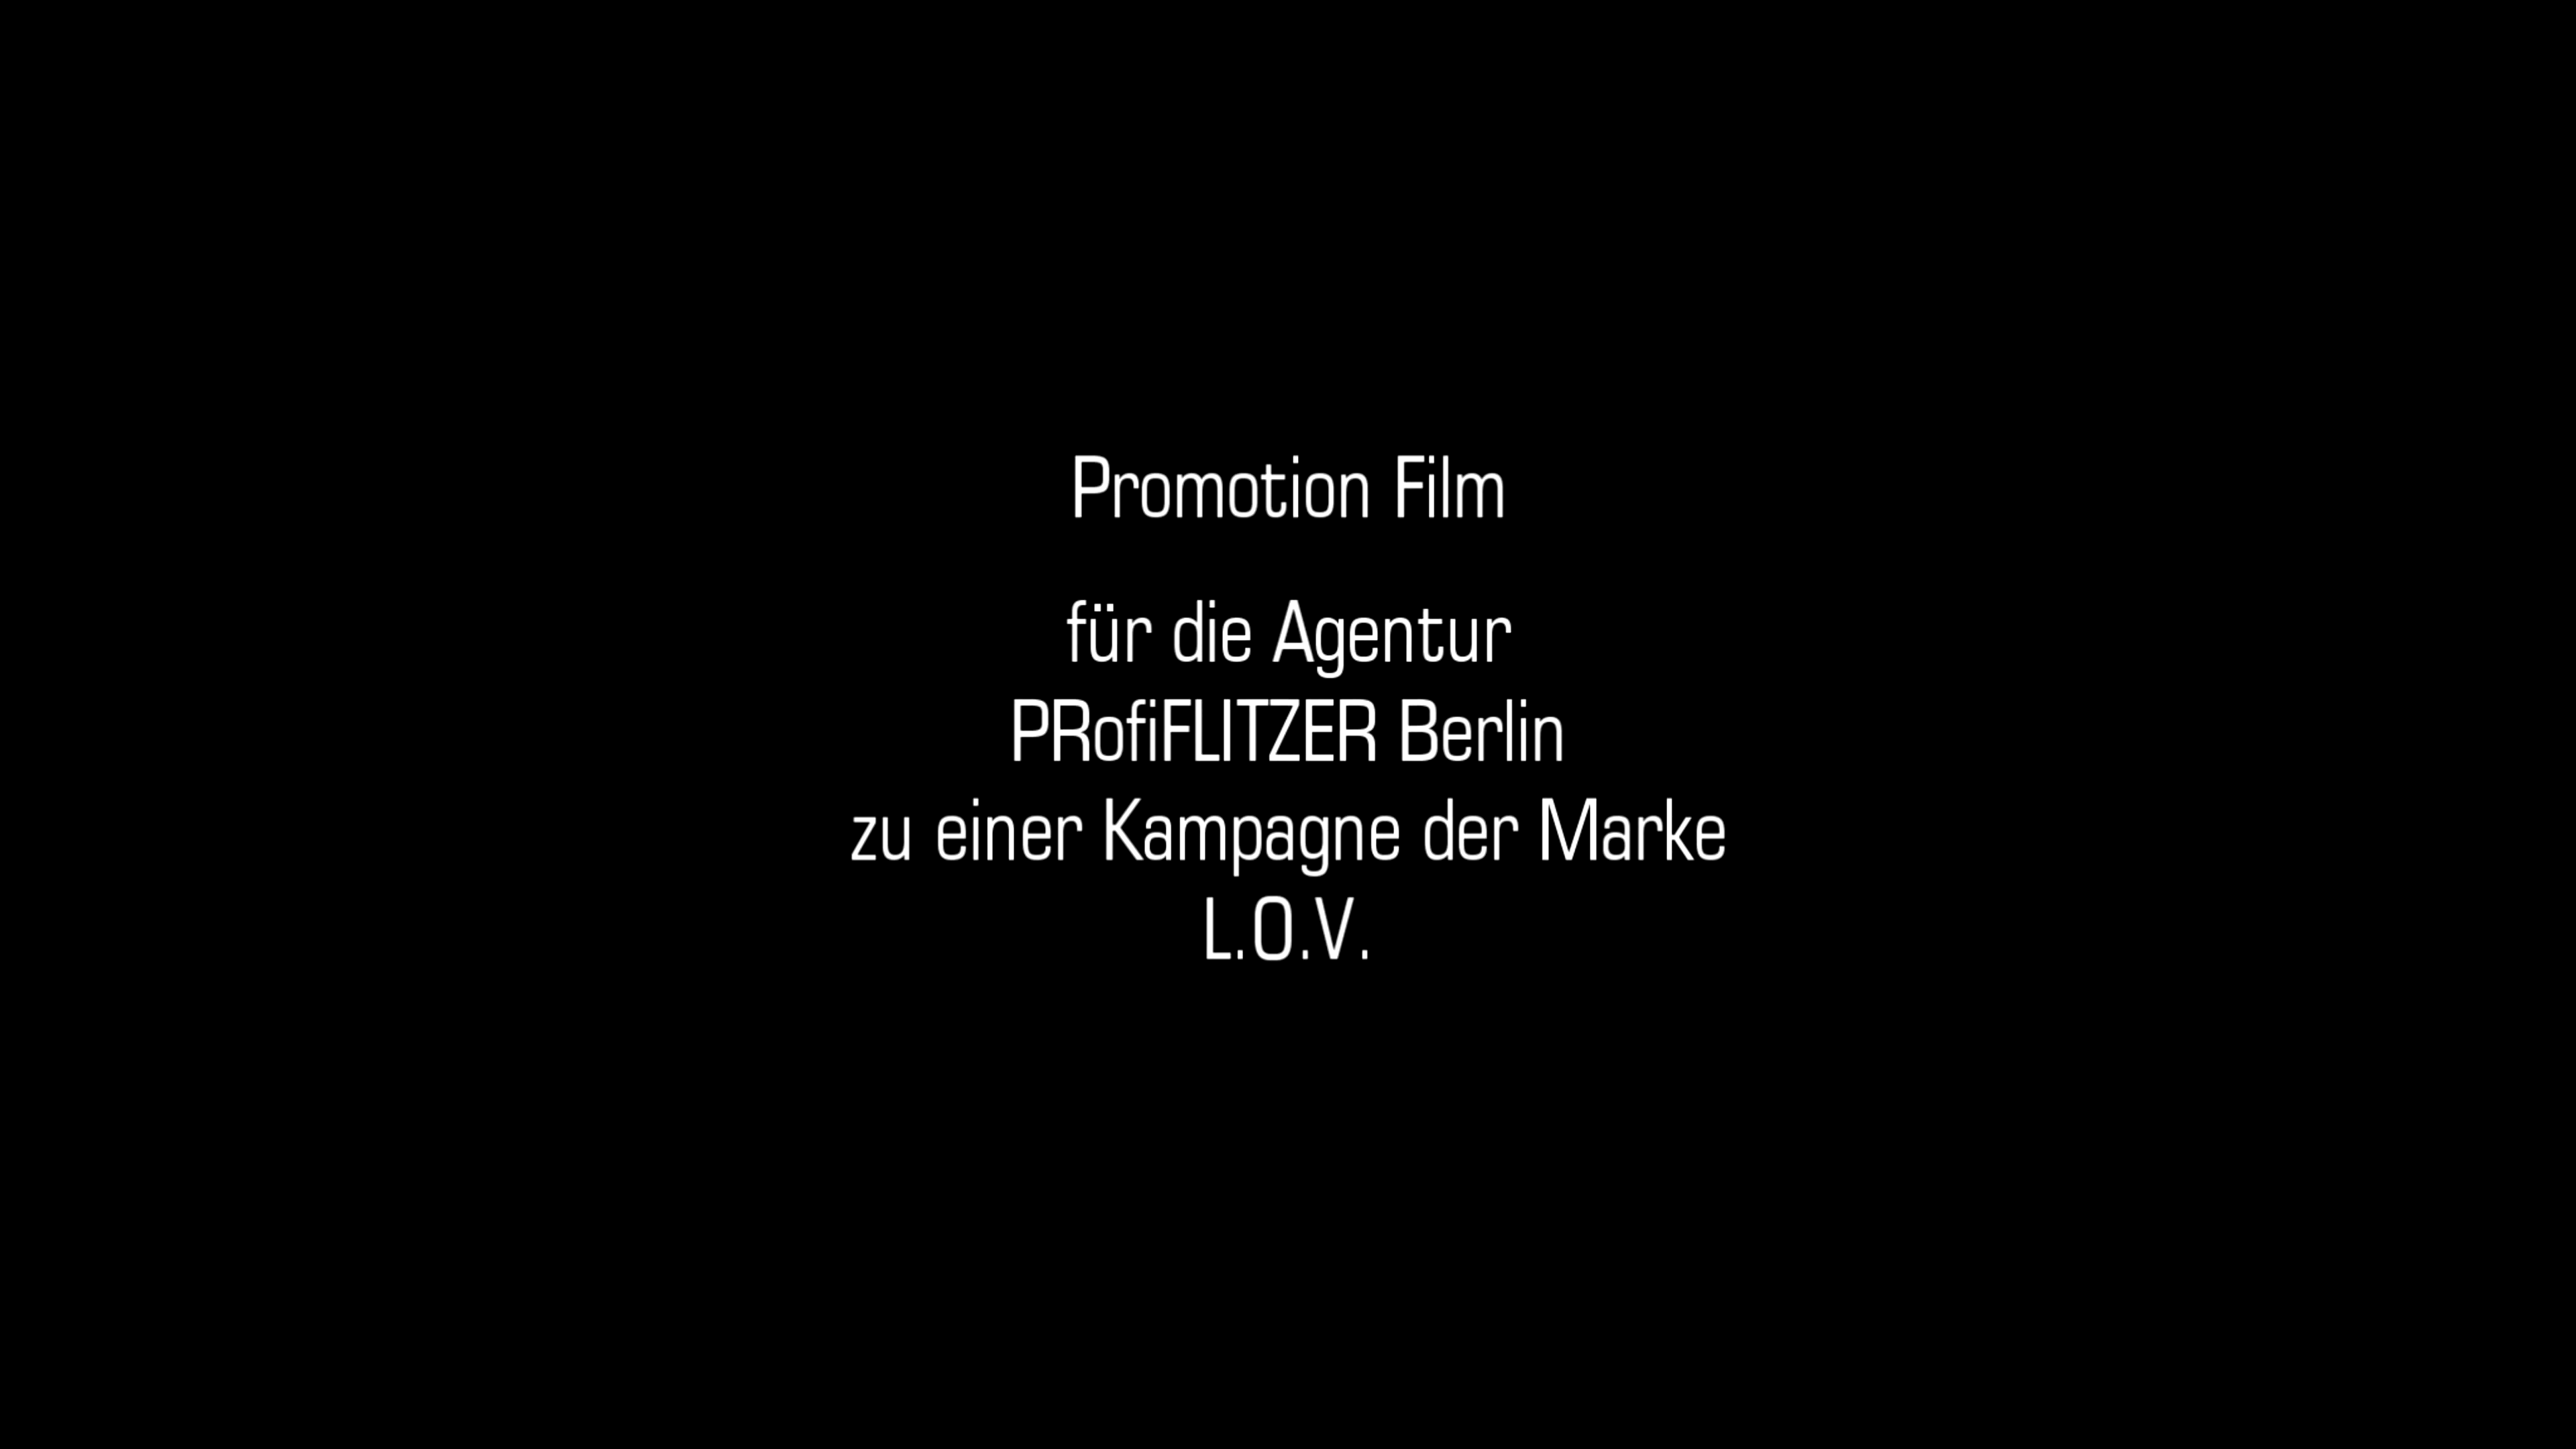 Promotion Film
für die Agentur
PRofiFLITZER Berlin
zu einer Kampagne der Marke
L.O.V.